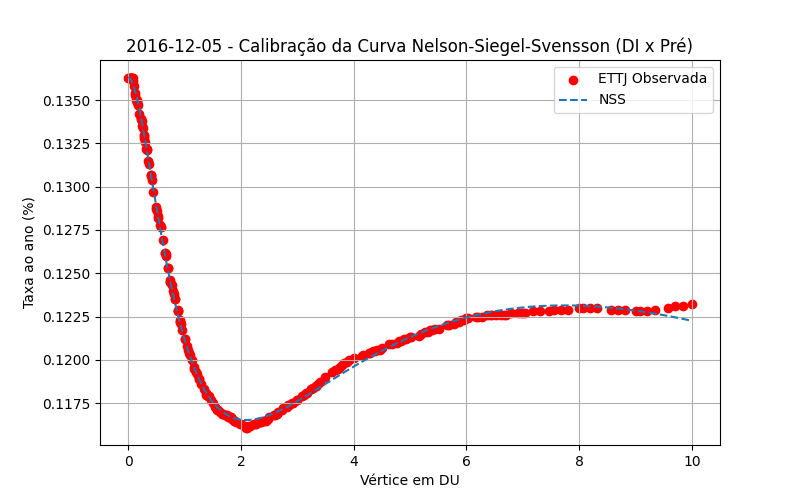 2016-12-05 - Calibração da Curva Nelson-Siegel-Svensson (DI x Pré)
ETTJ Observada
NSS
Taxa ao ano (%)
0.1350
0.1325
0.1300
0.1275
0.1250
0.1225
0.1200
0.1175
0 2 4 6 8 10
Vértice em DU